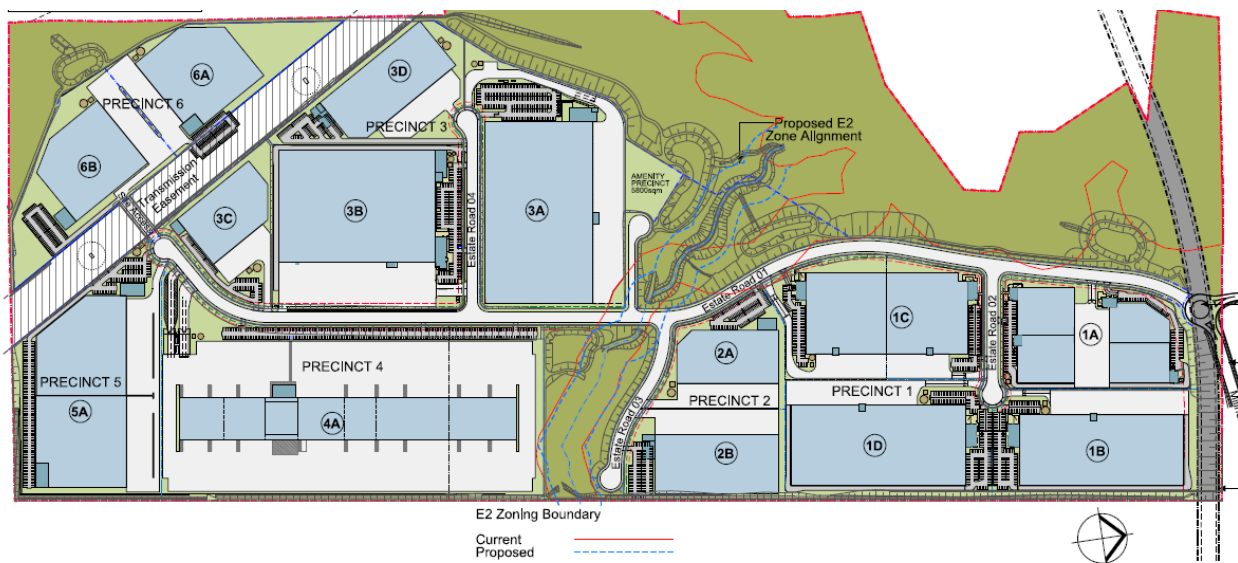 6A
PRECINCT 6
6B
Transmission
Easement
3D
PRECINCT 3
3C
3B
Estate Road 04
3A
AMENITY
PRECINCT
5800sqm
Proposed E2
Zone Alignment
Estate Road 01
1C
Estate Road 02
1A
PRECINCT 5
5A
PRECINCT 4
4A
Estate Road 03
2A
PRECINCT 2
2B
PRECINCT 1
1D
1B
E2 Zoning Boundary
Current
Proposed